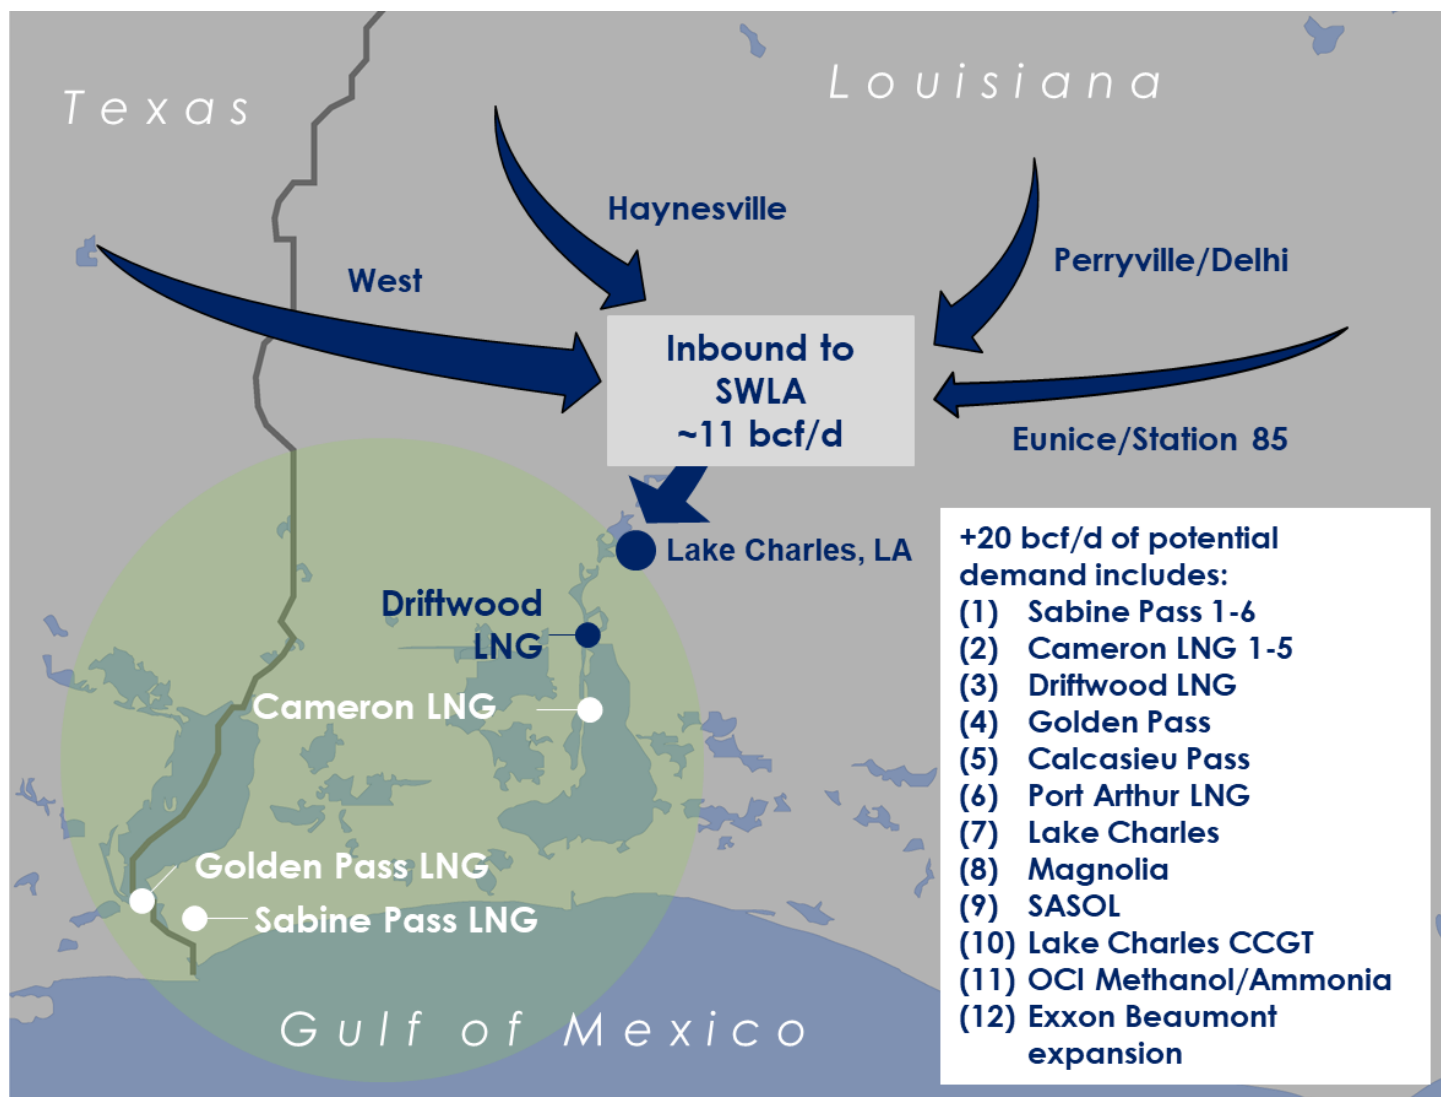 Texas
Louisiana
Haynesville
West
Perryville/Delhi
Inbound to
SWLA
~11 bcf/d
Eunice/Station 85
Lake Charles, LA
Driftwood
LNG
Cameron LNG
Golden Pass LNG
Sabine Pass LNG
Gulf of Mexico
+20 bcf/d of potential
demand includes:
(1) Sabine Pass 1-6
(2) Cameron LNG 1-5
(3) Driftwood LNG
(4) Golden Pass
(5) Calcasieu Pass
(6) Port Arthur LNG
(7) Lake Charles
(8) Magnolia
(9) SASOL
(10) Lake Charles CCGT
(11) OCI Methanol/Ammonia
(12) Exxon Beaumont
expansion